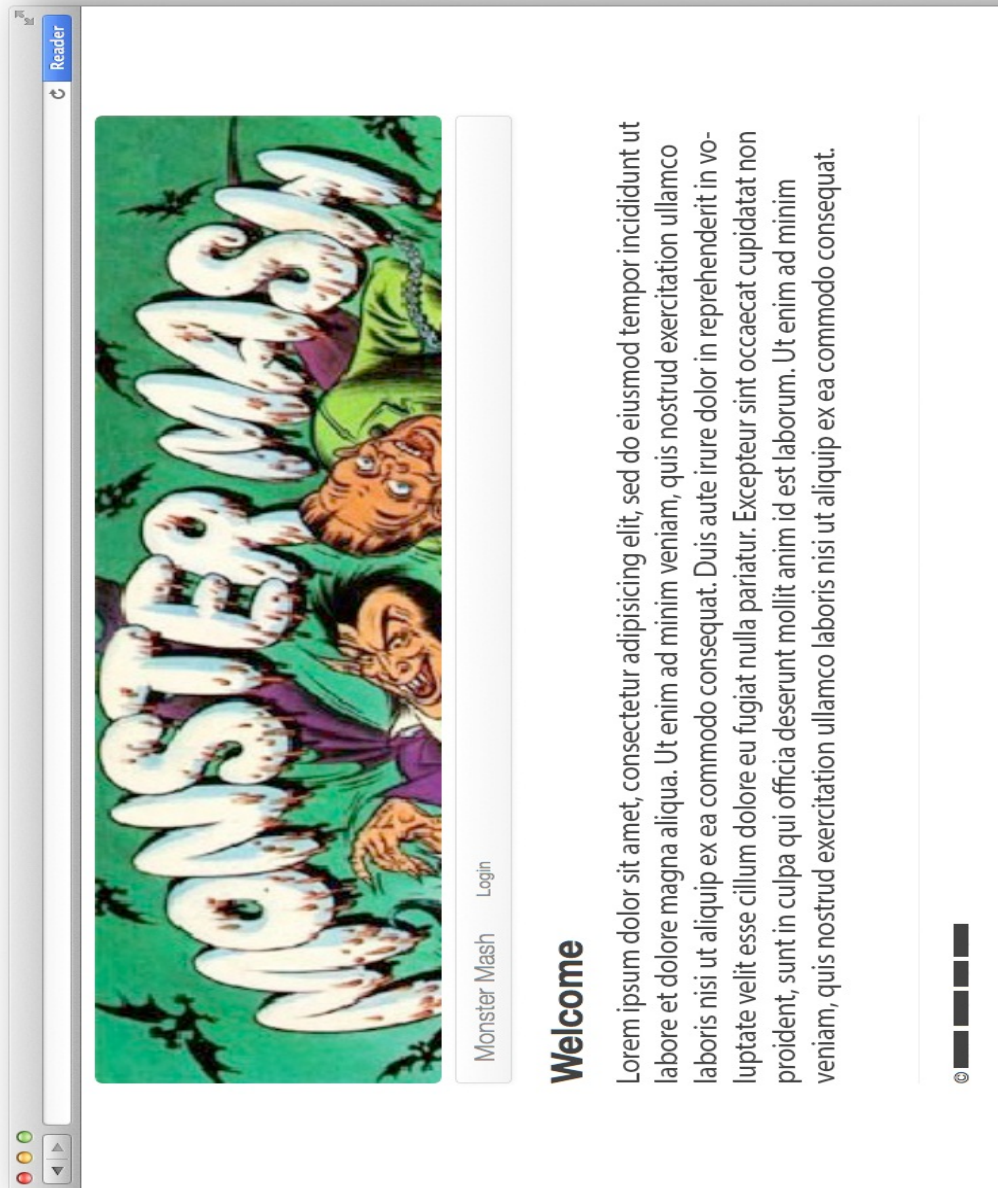 Reader
MONSTER MASH
Monster Mash Login
Welcome
Lorem ipsum dolor sit amet, consectetur adipisicing elit, sed do eiusmod tempor incididunt ut
labore et dolore magna aliqua. Ut enim ad minim veniam, quis nostrud exercitation ullamco
laboris nisi ut aliquip ex ea commodo consequat. Duis aute irure dolor in reprehenderit in vo-
luptate velit esse cillum dolore eu fugiat nulla pariatur. Excepteur sint occaecat cupidatat non
proident, sunt in culpa qui officia deserunt mollit anim id est laborum. Ut enim ad minim
veniam, quis nostrud exercitation ullamco laboris nisi ut aliquip ex ea commodo consequat.
©